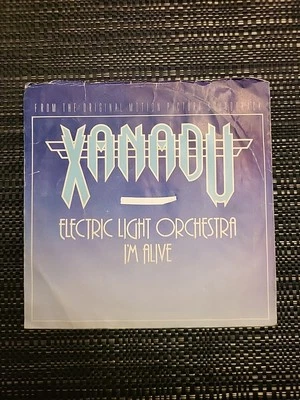 FROM THE ORIGINAL MOTION PICTURE SOUNDTRACK
XANADU
ELECTRIC LIGHT ORCHESTRA
I'M ALIVE